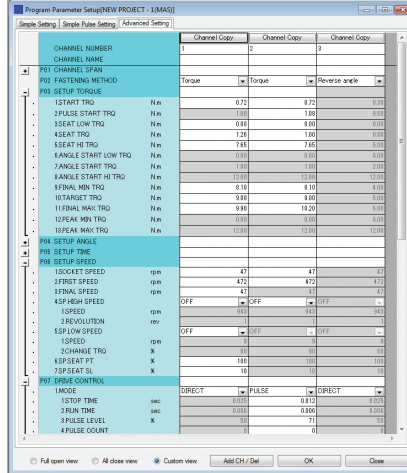 Program Parameter Setup[NEW PROJECT - 1(MAS)]
Simple Setting Simple Pulse Setting Advanced Setting
Channel Copy Channel Copy Channel Copy
CHANNEL NUMBER 1 2 3
CHANNEL NAME
P01 CHANNEL SPAN
P02 FASTENING METHOD Torque Torque Reverse angle
P03 SETUP TORQUE
1.START TRQ N.m 0.72 0.72 0.30
2.PULSE START TRQ N.m 1.08 1.08 0.60
3.SEAT LOW TRQ N.m 0.00 0.00 0.00
4.SEAT TRQ N.m 1.26 1.00 0.00
5.SEAT HI TRQ N.m 7.65 7.65 5.00
6.ANGLE START LOW TRQ N.m 0.00 0.00 0.00
7.ANGLE START TRQ N.m 1.00 1.00 2.00
8.ANGLE START HI TRQ N.m 12.00 12.00 12.00
9.FINAL MIN TRQ N.m 8.10 8.10 4.00
10.TARGET TRQ N.m 9.00 9.00 5.00
11.FINAL MAX TRQ N.m 9.90 10.20 6.00
12.PEAK MIN TRQ N.m 0.00 0.00 0.00
13.PEAK MAX TRQ N.m 12.00 12.00 12.00
P04 SETUP ANGLE
P05 SETUP TIME
P06 SETUP SPEED
1.SOCKET SPEED rpm 47 47 47
2.FIRST SPEED rpm 472 472 472
3.FINAL SPEED rpm 47 47 47
4.SP.HIGH SPEED OFF OFF OFF
1.SPEED rpm 943 943 943
2.REVOLUTION rev 1 1 1
5.SP.LOW SPEED OFF OFF OFF
1.SPEED rpm 9 9 9
2.CHANGE TRQ % 80 80 80
6.SP.SEAT PT % 100 100 100
7.SP.SEAT SL % 10 10 10
P07 DRIVE CONTROL
1.MODE DIRECT PULSE DIRECT
1.STOP TIME sec 0.025 0.012 0.025
2.RUN TIME sec 0.006 0.006 0.006
3.PULSE LEVEL % 50 71 50
4.PULSE COUNT 0 0 0
Full open view All close view Custom view Add CH / Del OK Close